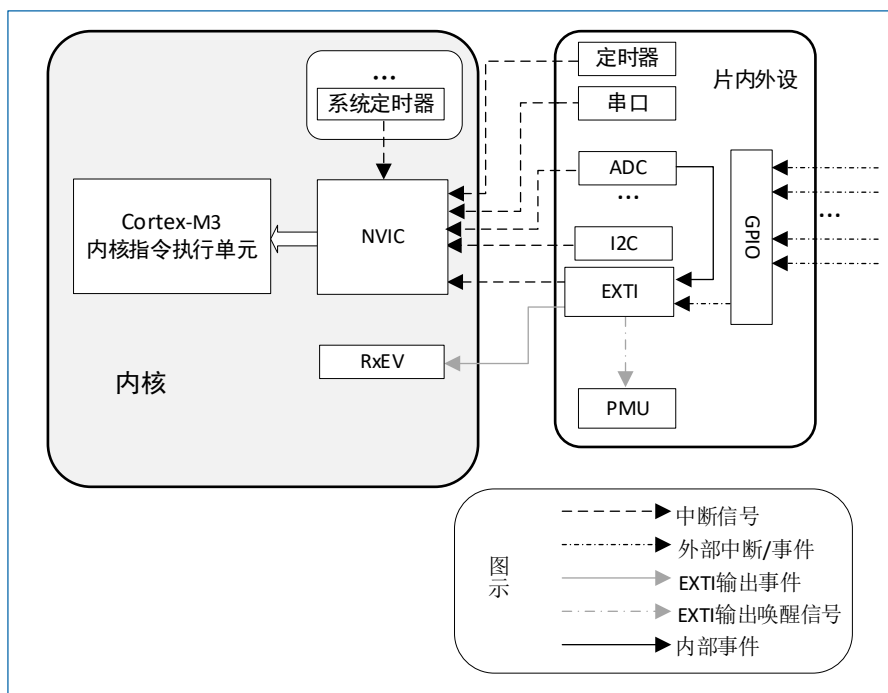 …
系统定时器
定时器
串口
片内外设
ADC
…
I2C
EXTI
PMU
GPIO
…
Cortex-M3
内核指令执行单元
NVIC
RxEV
内核
图示
中断信号
外部中断/事件
EXTI输出事件
EXTI输出唤醒信号
内部事件